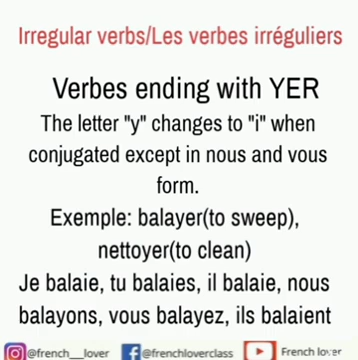 Irregular verbs/Les verbes irréguliers
Verbes ending with YER
The letter "y" changes to "i" when
conjugated except in nous and vous
form.
Exemple: balayer(to sweep),
nettoyer(to clean)
Je balaie, tu balaies, il balaie, nous
balayons, vous balayez, ils balaient
@french__lover @frenchloverclass French lover